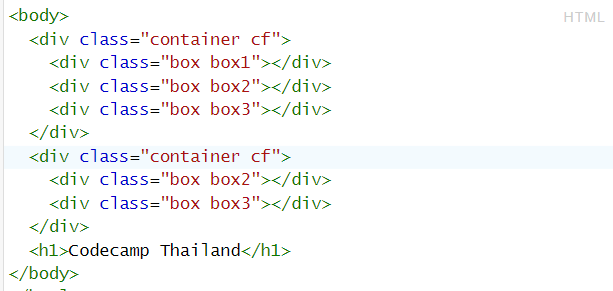 <body>
HTML
<div class="container cf">
<div class="box box1"></div>
<div class="box box2"></div>
<div class="box box3"></div>
</div>
<div class="container cf">
<div class="box box2"></div>
<div class="box box3"></div>
</div>
<h1>Codecamp Thailand</h1>
</body>